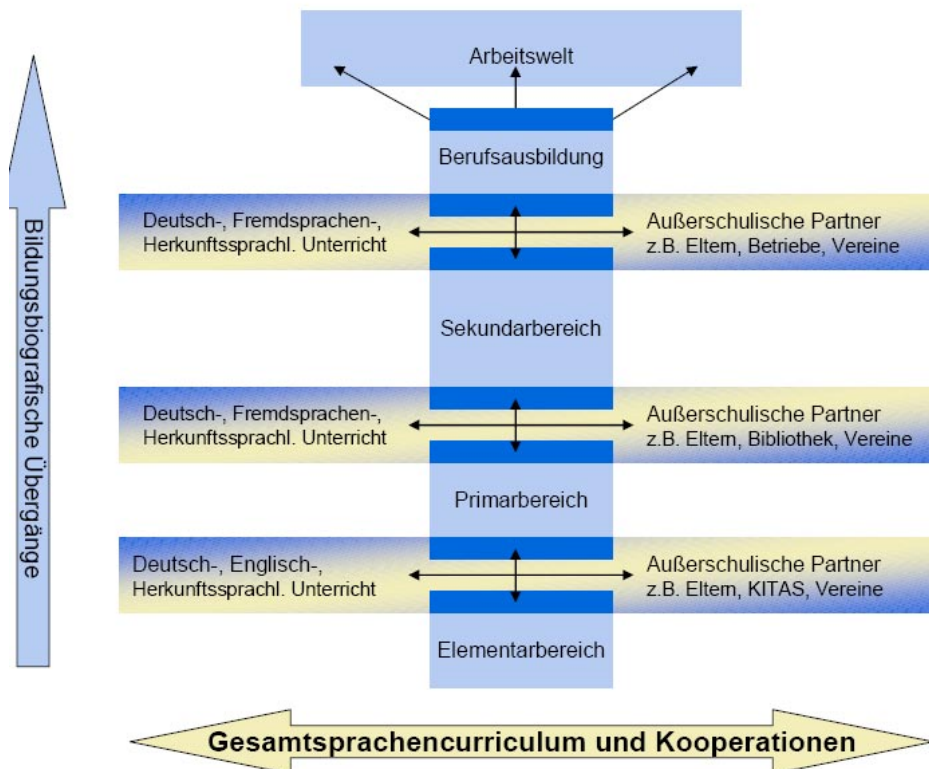 Arbeitswelt
Berufsausbildung
Deutsch-, Fremdsprachen-,
Herkunftssprachl. Unterricht
Außerschulische Partner
z.B. Eltern, Betriebe, Vereine
Sekundarbereich
Deutsch-, Fremdsprachen-,
Herkunftssprachl. Unterricht
Außerschulische Partner
z.B. Eltern, Bibliothek, Vereine
Primarbereich
Deutsch-, Englisch-,
Herkunftssprachl. Unterricht
Außerschulische Partner
z.B. Eltern, KITAS, Vereine
Elementarbereich
Bildungsbiografische Übergänge
Gesamtsprachencurriculum und Kooperationen